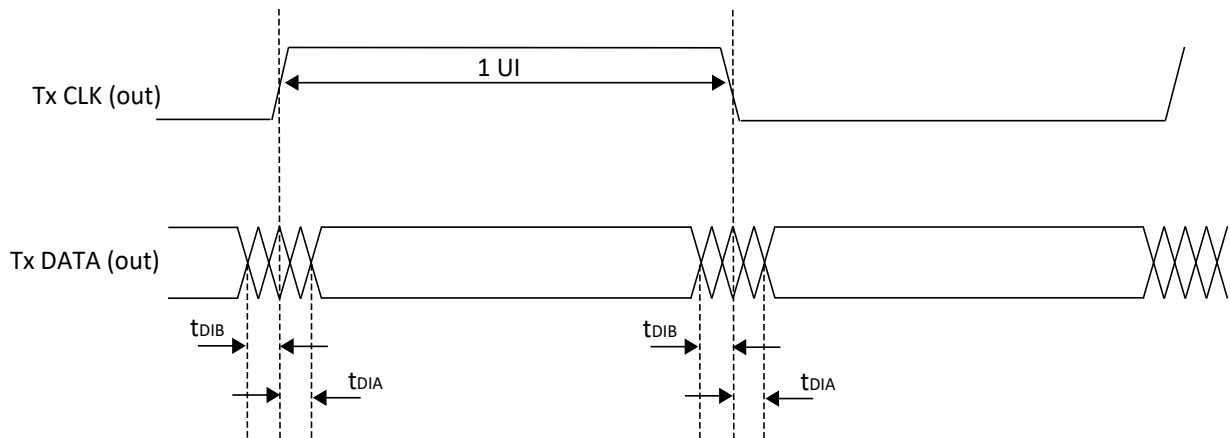 1 UI
Tx CLK (out)
Tx DATA (out)
tDIB
tDIB
tDIA
tDIA